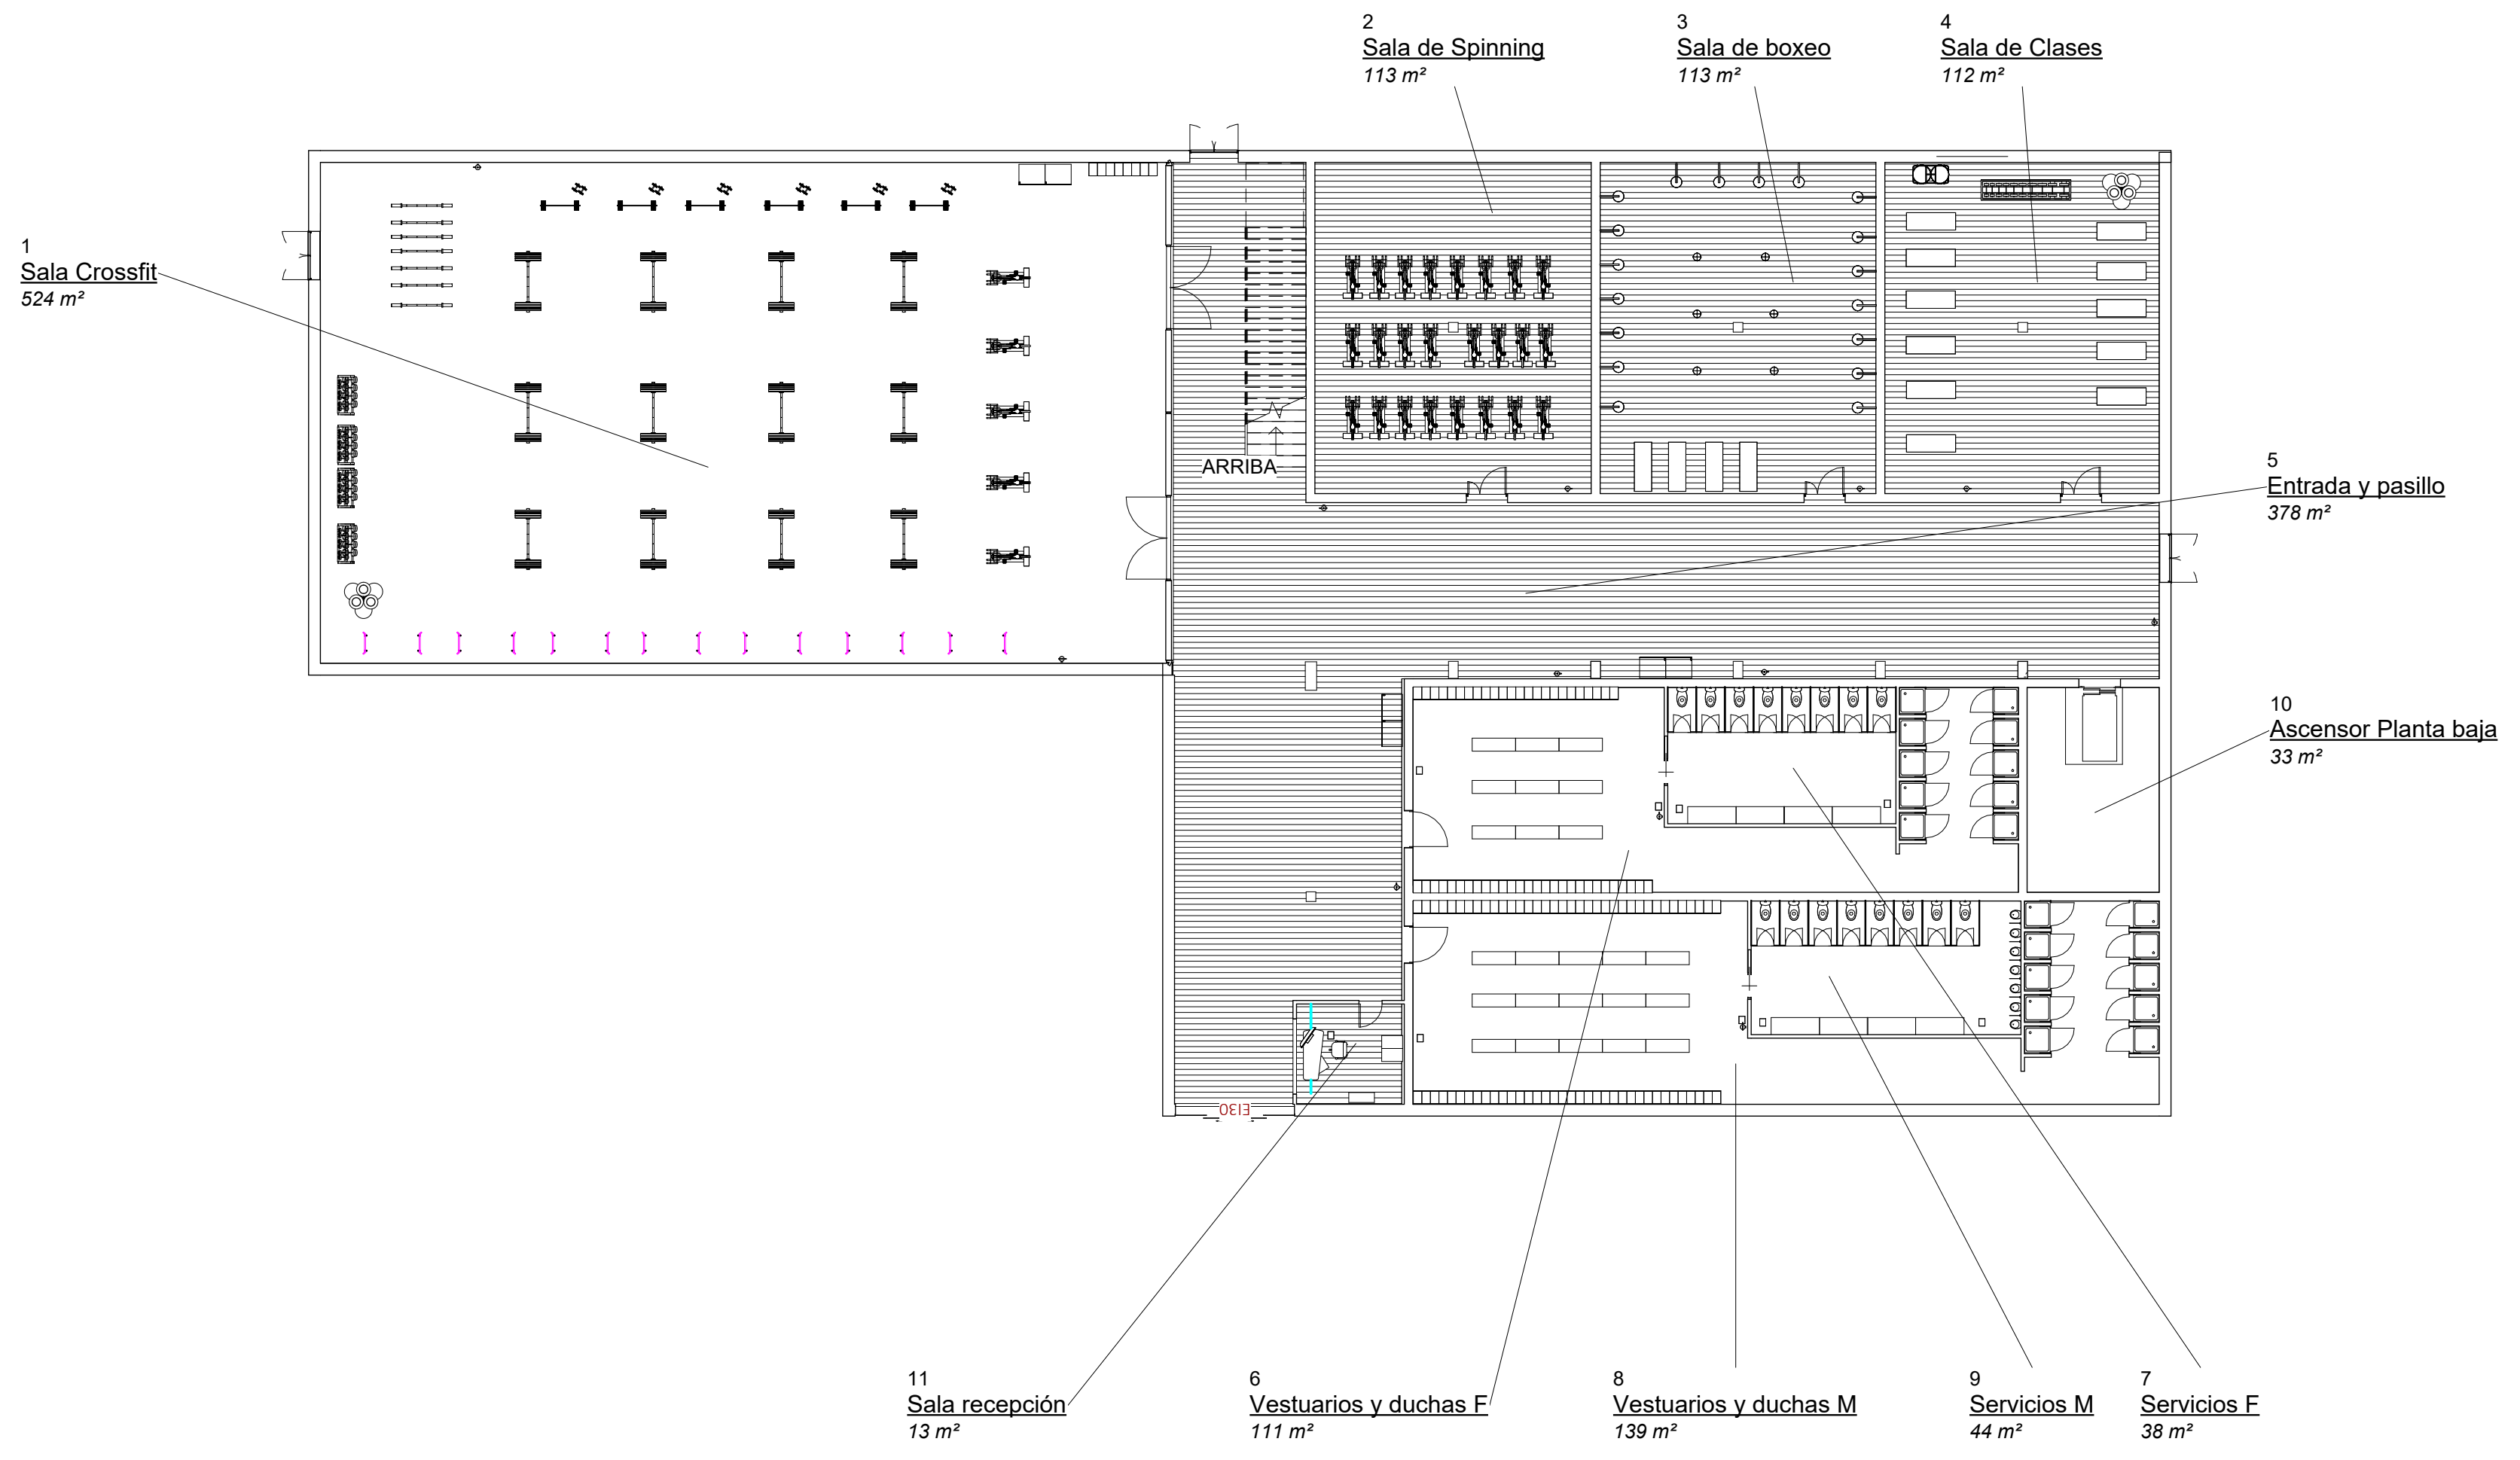 2
Sala de Spinning
113 m²
3
Sala de boxeo
113 m²
4
Sala de Clases
112 m²
1
Sala Crossfit
524 m²
ARRIBA
5
Entrada y pasillo
378 m²
10
Ascensor Planta baja
33 m²
EI30
11
Sala recepción
13 m²
6
Vestuarios y duchas F
111 m²
8
Vestuarios y duchas M
139 m²
9
Servicios M
44 m²
7
Servicios F
38 m²